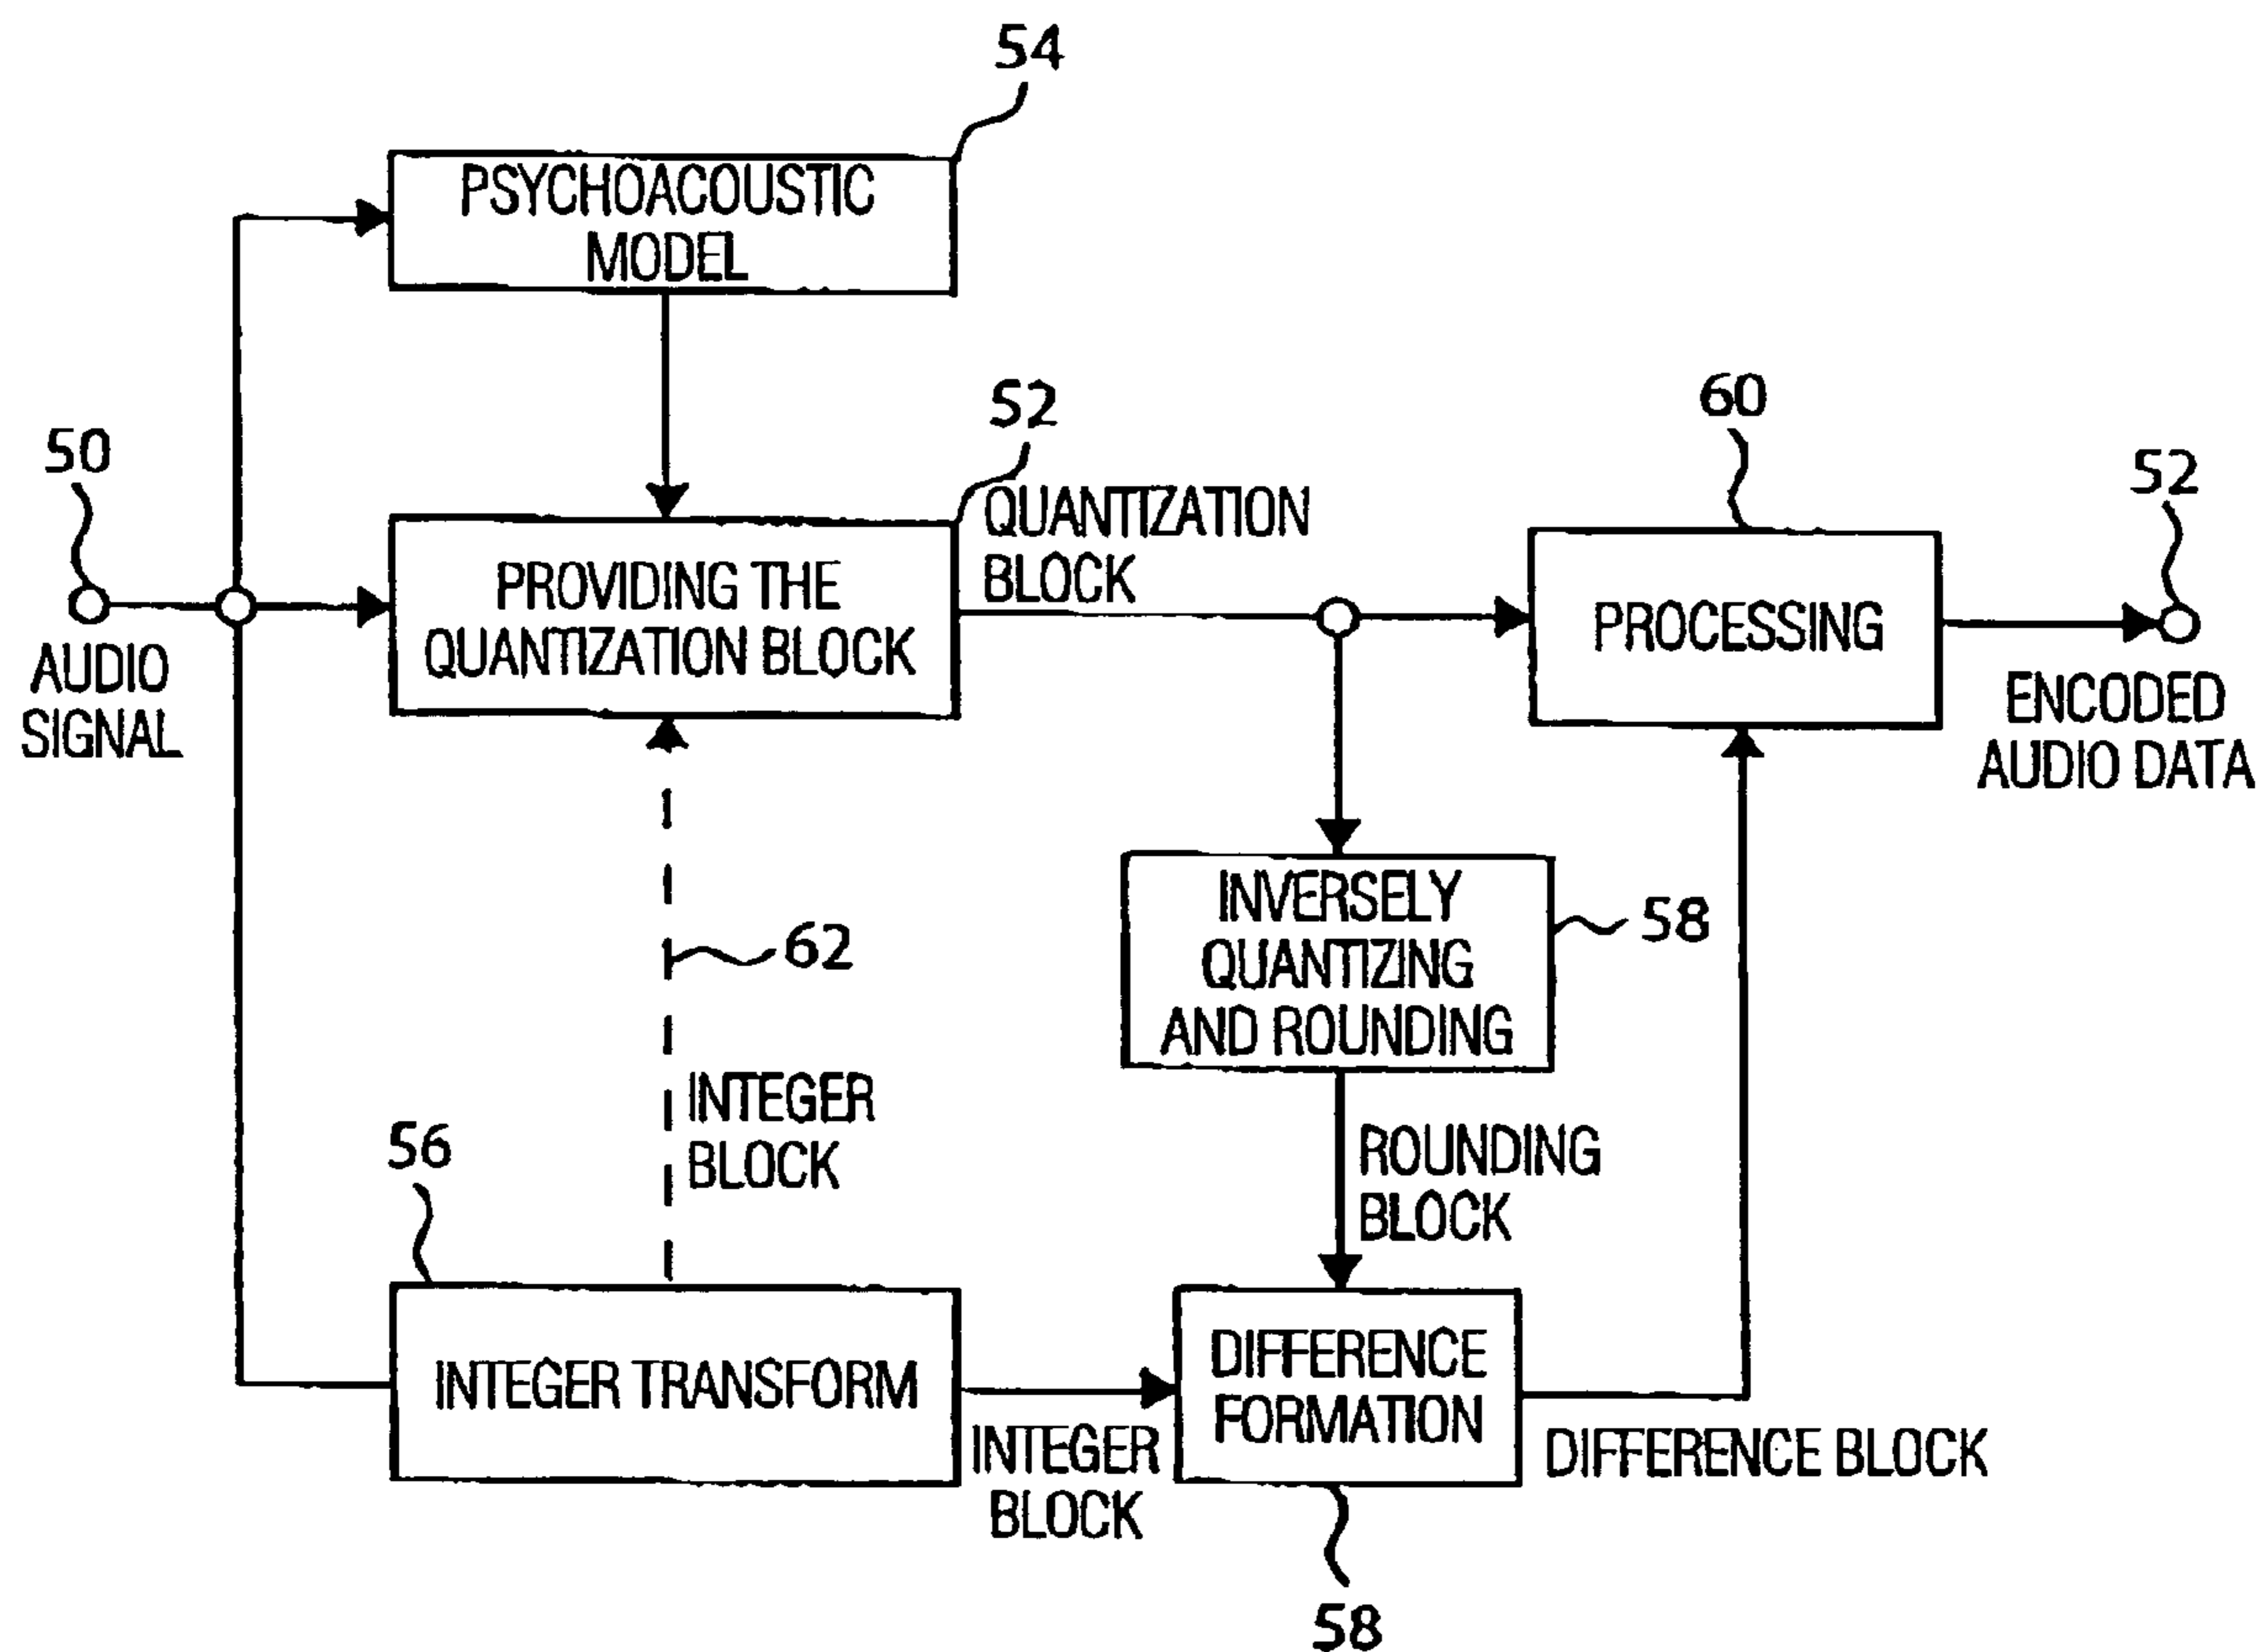 54
PSYCHOACOUSTIC
MODEL
52
QUANTIZATION
BLOCK
60
52
50
AUDIO
SIGNAL
PROVIDING THE
QUANTIZATION BLOCK
PROCESSING
ENCODED
AUDIO DATA
INVERSELY
QUANTIZING
AND ROUNDING
58
62
INTEGER
BLOCK
ROUNDING
BLOCK
56
INTEGER TRANSFORM
INTEGER
BLOCK
DIFFERENCE
FORMATION
DIFFERENCE BLOCK
58